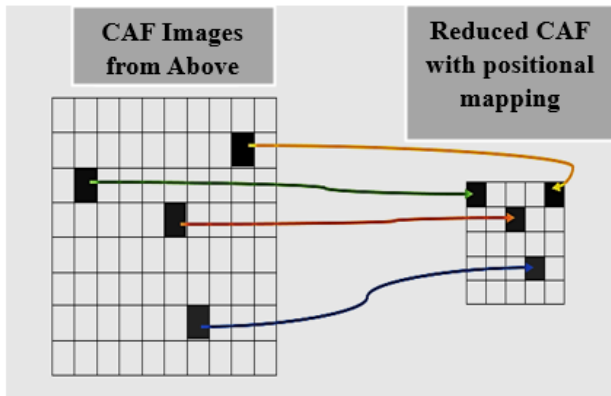 CAF Images
from Above
Reduced CAF
with positional
mapping